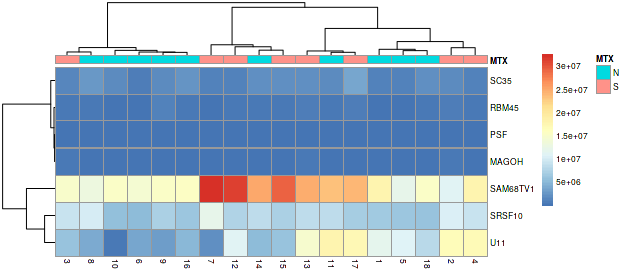 MTX
SC35
RBM45
PSF
MAGOH
SAM68TV1
SRSF10
U11
3 8 10 6 9 16 7 12 14 15 13 11 17 1 5 18 2 4
3e+07
2.5e+07
2e+07
1.5e+07
1e+07
5e+06
MTX
N
S